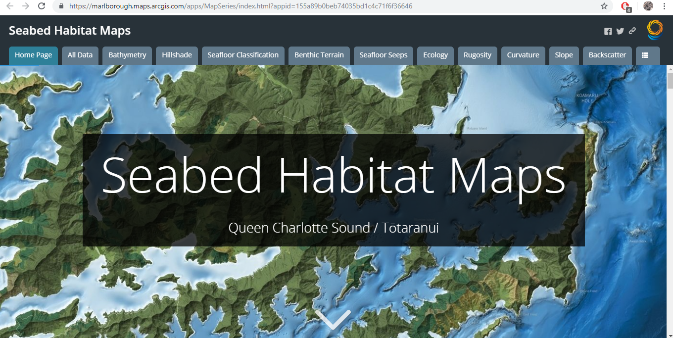 https://marlborough.maps.arcgis.com/apps/MapSeries/index.html?appid=155a89b0beb74035bd1c4c71f6f36646
Seabed Habitat Maps
Home Page All Data Bathymetry Hillshade Seafloor Classification Benthic Terrain Seafloor Seeps Ecology Rugosity Curvature Slope Backscatter
Seabed Habitat Maps
Queen Charlotte Sound / Totaranui